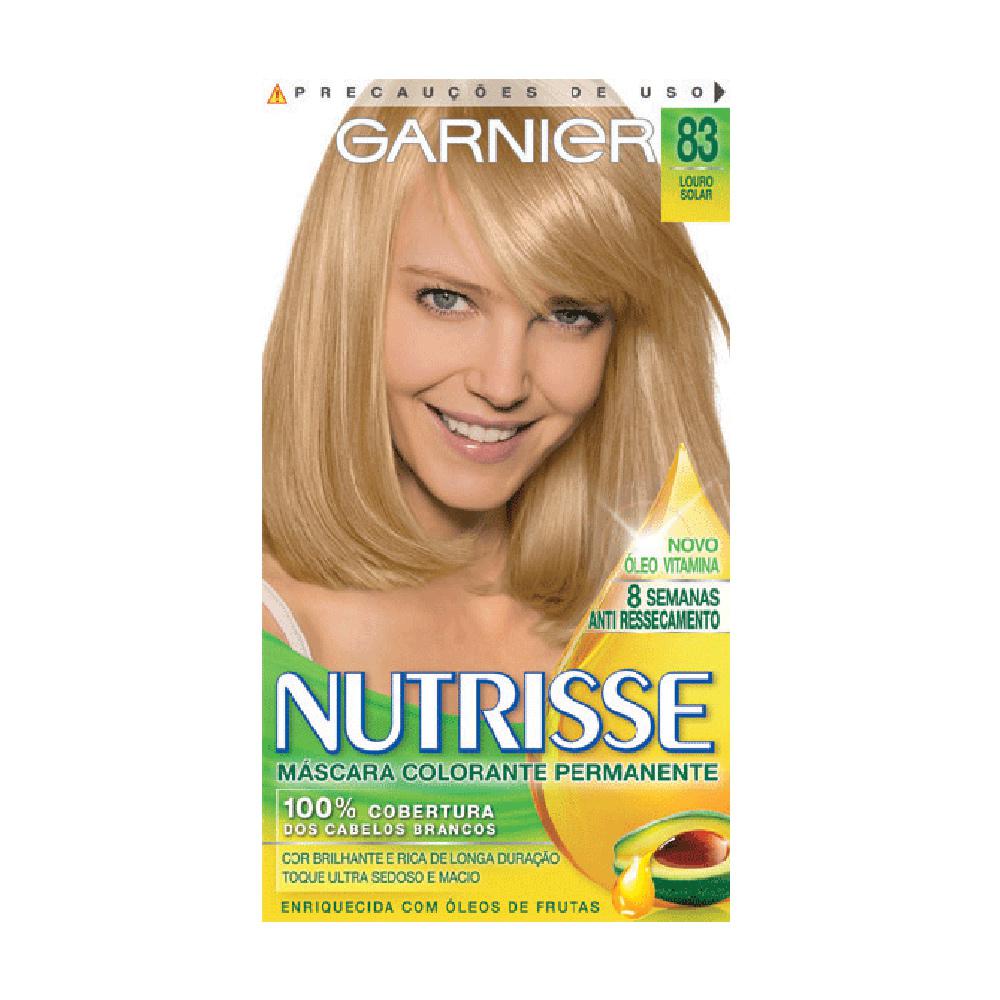 PRECAUÇÕES DE USO
GARNIER
83
LOURO
SOLAR
NOVO
ÓLEO VITAMINA
8 SEMANAS
ANTI RESSECAMENTO
NUTRISSE
MÁSCARA COLORANTE PERMANENTE
100% COBERTURA
DOS CABELOS BRANCOS
COR BRILHANTE E RICA DE LONGA DURAÇÃO
TOQUE ULTRA SEDOSO E MACIO
ENRIQUECIDA COM ÓLEOS DE FRUTAS